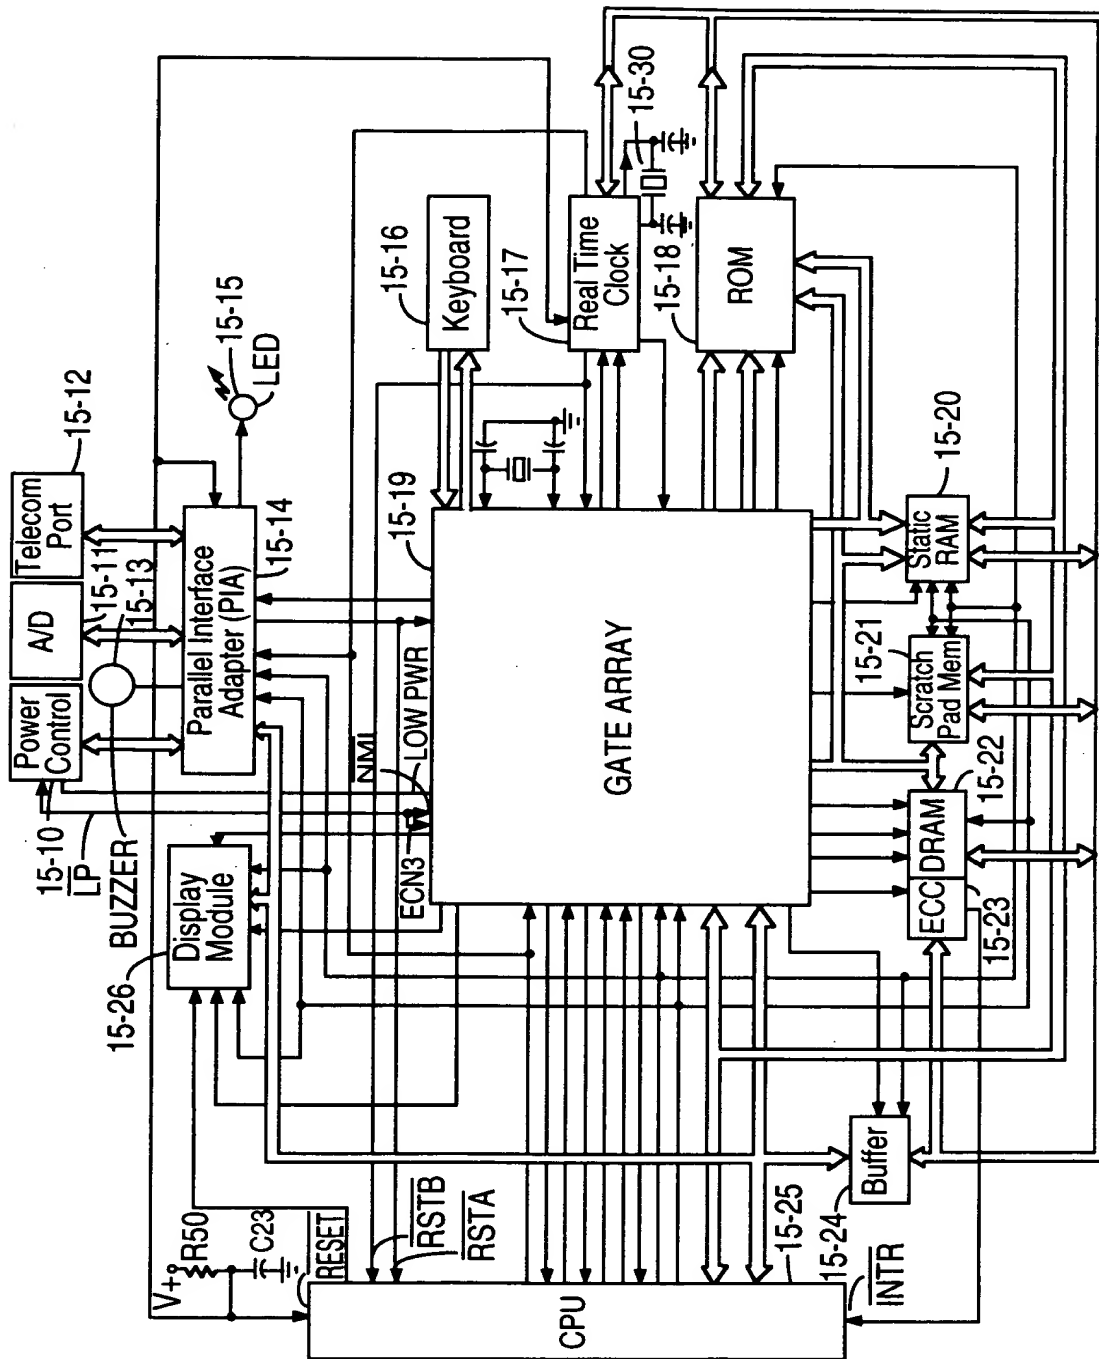 15-10
LP
Power
Control
A/D
Telecom
Port
15-12
15-11
15-13
BUZZER
Parallel Interface
Adapter (PIA)
15-14
15-15
LED
15-26
Display
Module
NMI
ECN3
LOW PWR
15-19
15-16
Keyboard
15-17
Real Time
Clock
15-30
15-18
ROM
V+
R50
C23
RESET
RSTB
RSTA
CPU
15-25
INTR
GATE ARRAY
15-24
Buffer
ECC
15-23
DRAM
15-22
Scratch
Pad Mem
15-21
Static
RAM
15-20